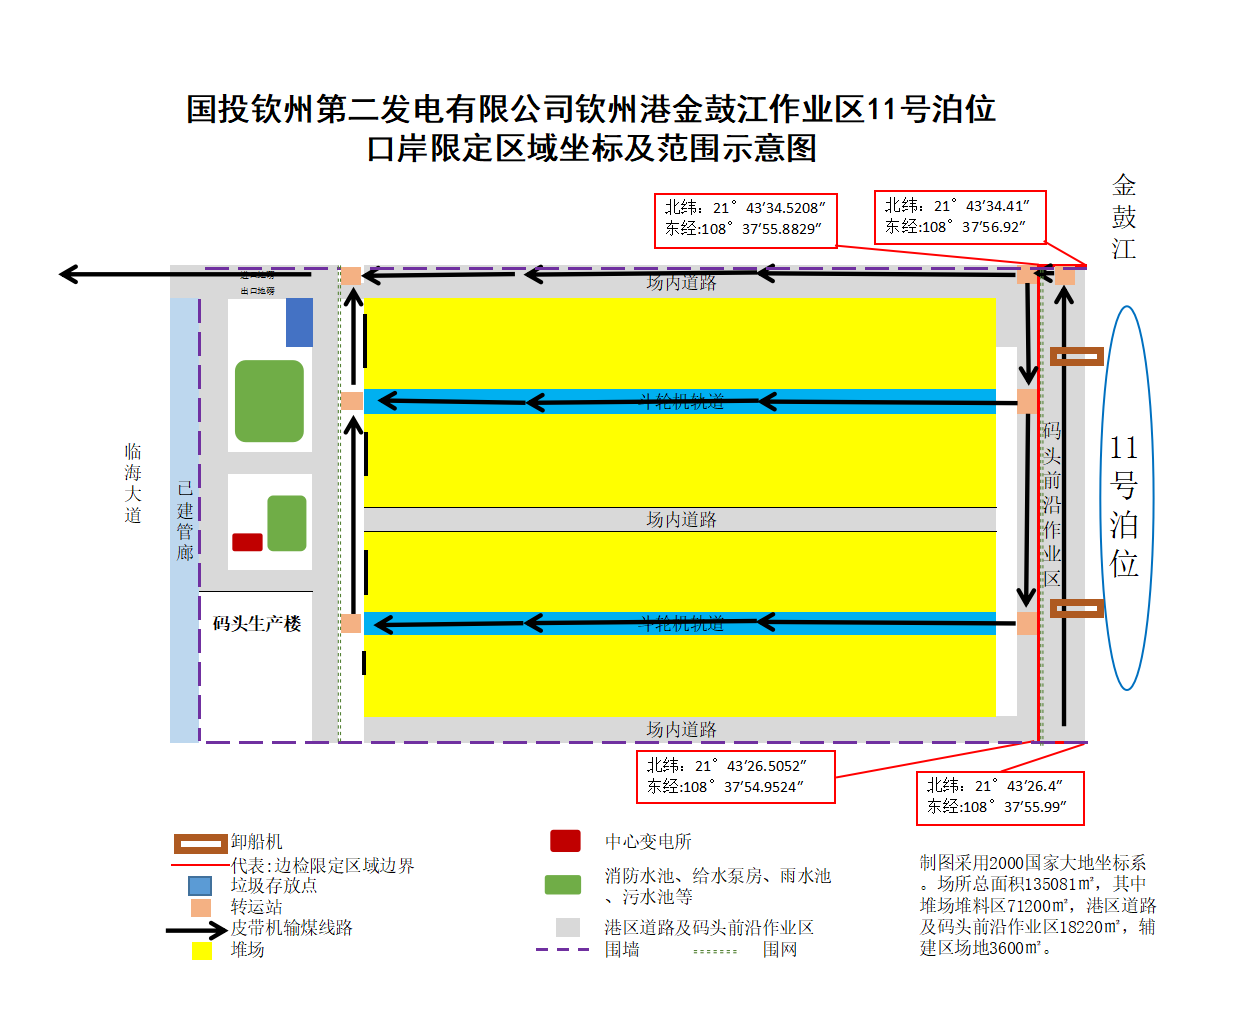 国投钦州第二发电有限公司钦州港金鼓江作业区11号泊位
口岸限定区域坐标及范围示意图
金鼓江
北纬：21°43′34.5208″
东经:108°37′55.8829″
北纬：21°43′34.41″
东经:108°37′56.92″
进口地磅
出口地磅
场内道路
斗轮机轨道
码头前沿作业区
11号泊位
临海大道
已建管廊
场内道路
码头生产楼
斗轮机轨道
场内道路
北纬：21°43′26.5052″
东经:108°37′54.9524″
北纬：21°43′26.4″
东经:108°37′55.99″
卸船机
代表:边检限定区域边界
垃圾存放点
转运站
皮带机输煤线路
堆场
中心变电所
消防水池、给水泵房、雨水池
、污水池等
港区道路及码头前沿作业区
围墙
围网
制图采用2000国家大地坐标系
。场所总面积135081㎡，其中
堆场堆料区71200㎡，港区道路
及码头前沿作业区18220㎡，辅
建区场地3600㎡。